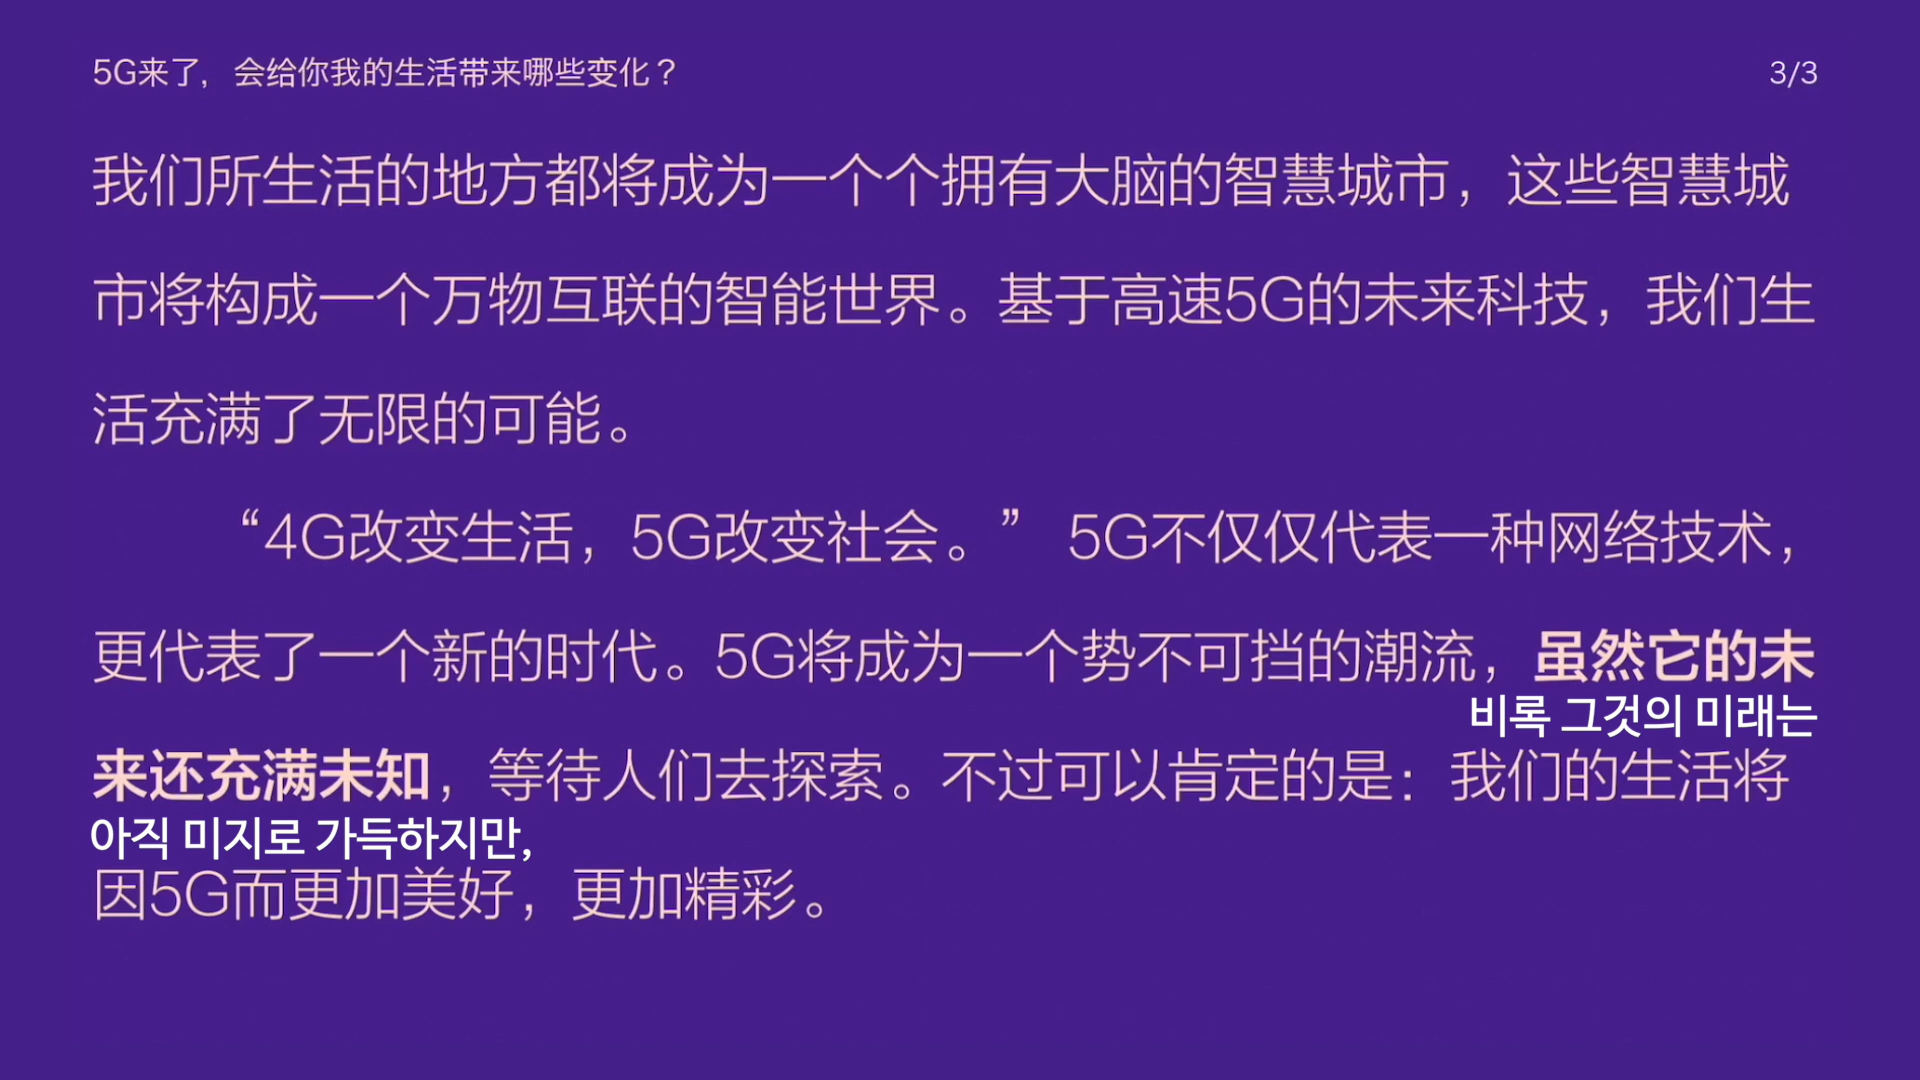 5G来了，会给你我的生活带来哪些变化？
3/3
我们所生活的地方都将成为一个个拥有大脑的智慧城市，这些智慧城
市将构成一个万物互联的智能世界。基于高速5G的未来科技，我们生
活充满了无限的可能。
“4G改变生活，5G改变社会。” 5G不仅仅代表一种网络技术，
更代表了一个新的时代。5G将成为一个势不可挡的潮流，虽然它的未
비록 그것의 미래는
来还充满未知，等待人们去探索。不过可以肯定的是：我们的生活将
아직 미지로 가득하지만,
因5G而更加美好，更加精彩。